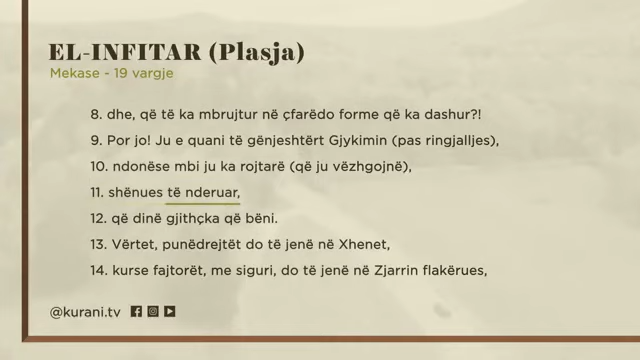 EL-INFITAR (Plasja)
Mekase - 19 vargje
8. dhe, që të ka mbrujtur në çfarëdo forme që ka dashur?!
9. Por jo! Ju e quani të gënjeshtërt Gjykimin (pas ringjalljes),
10. ndonëse mbi ju ka rojtarë (që ju vëzhgojnë),
11. shënues të nderuar,
12. që dinë gjithçka që bëni.
13. Vërtet, punëdrejtët do të jenë në Xhenet,
14. kurse fajtorët, me siguri, do të jenë në Zjarrin flakërues,
@kurani.tv